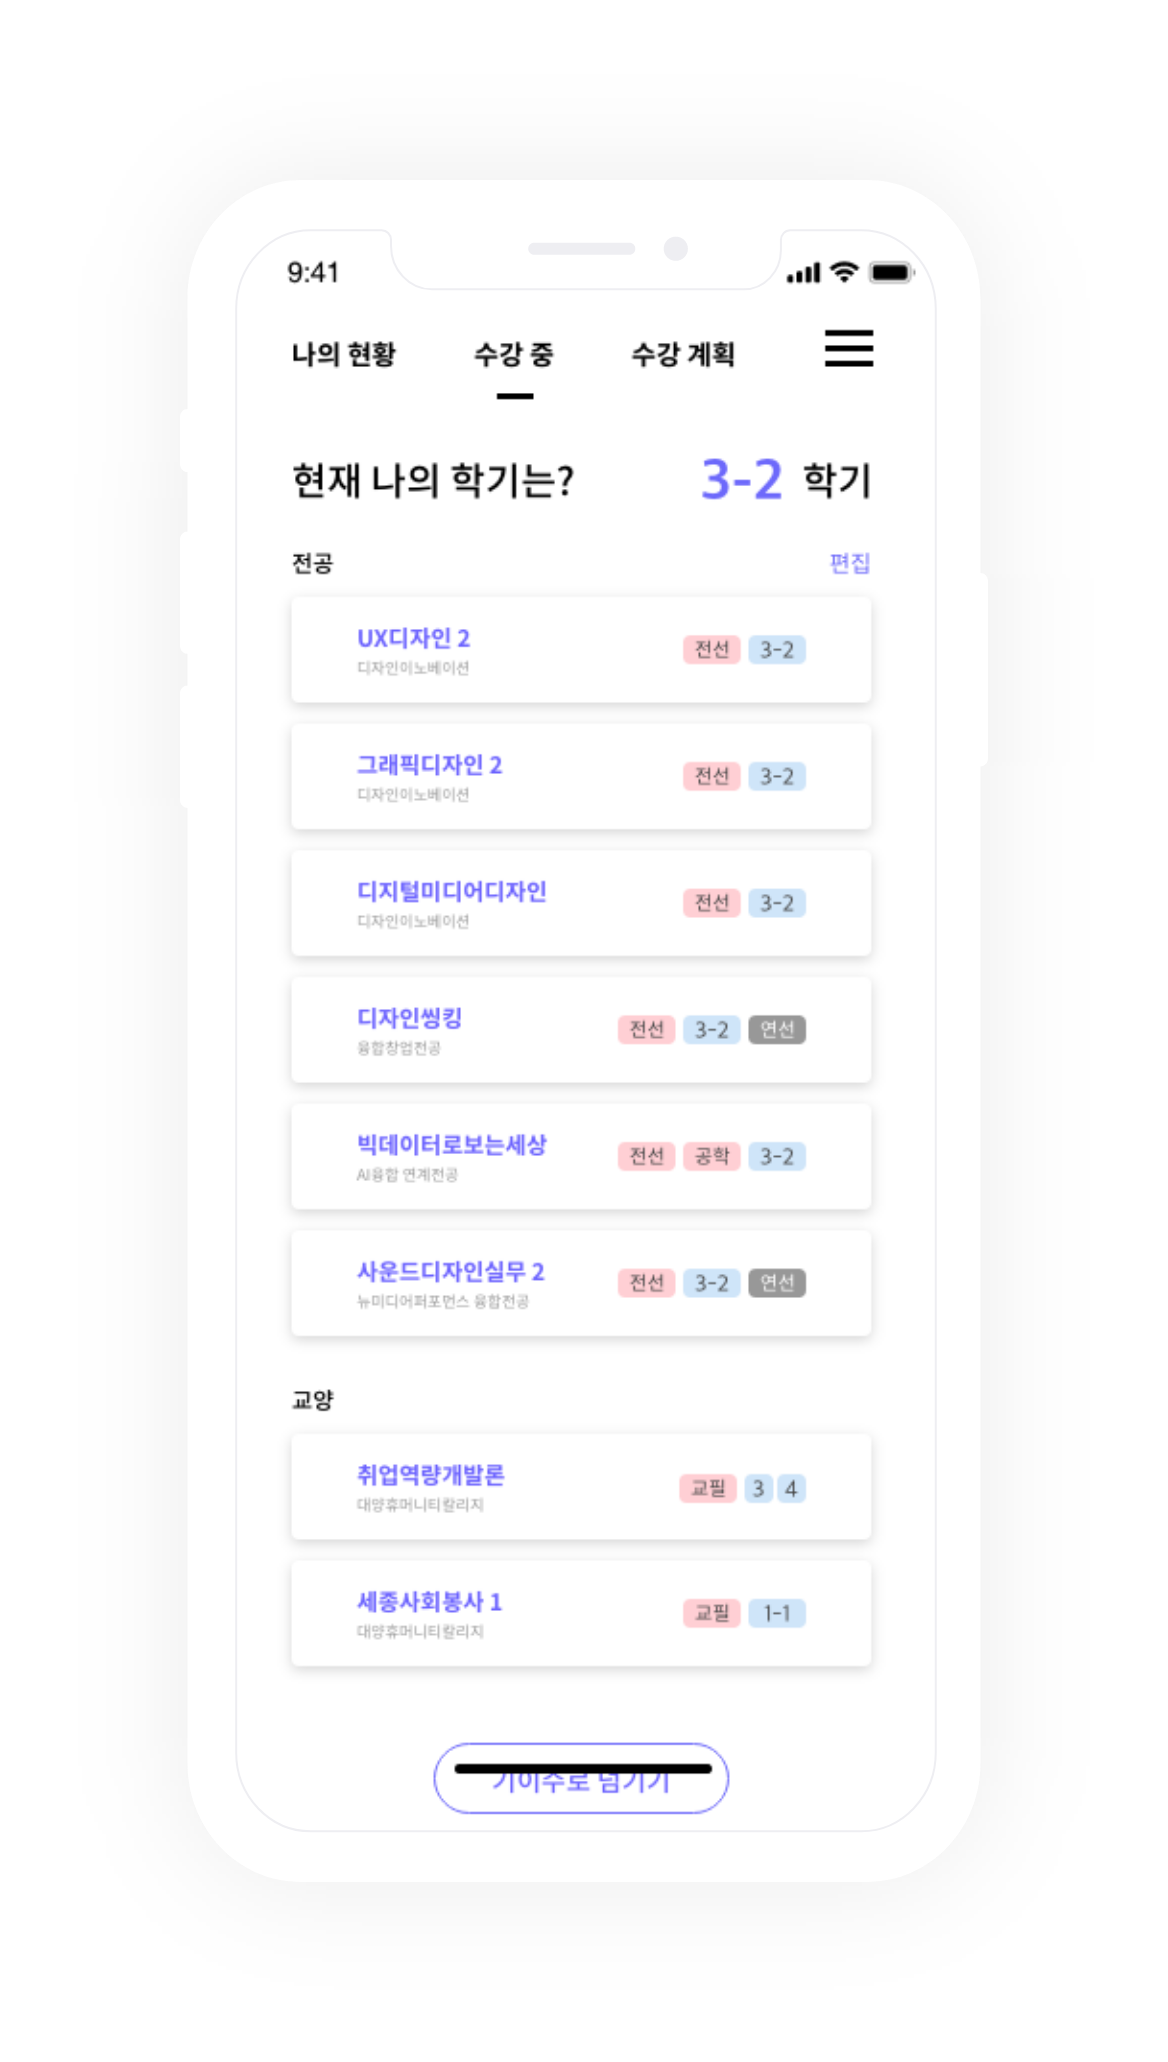 9:41
나의 현황 수강 중 수강 계획
현재 나의 학기는? 3-2 학기
전공 편집
UX디자인 2 전선 3-2
디자인이노베이션
그래픽디자인 2 전선 3-2
디자인이노베이션
디지털미디어디자인 전선 3-2
디자인이노베이션
디자인씽킹 전선 3-2 연선
융합창업전공
빅데이터로보는세상 전선 공학 3-2
AI융합 연계전공
사운드디자인실무 2 전선 3-2 연선
뉴미디어퍼포먼스 융합전공
교양
취업역량개발론 교필 3 4
대양휴머니티칼리지
세종사회봉사 1 교필 1-1
대양휴머니티칼리지
기이수로 넘기기